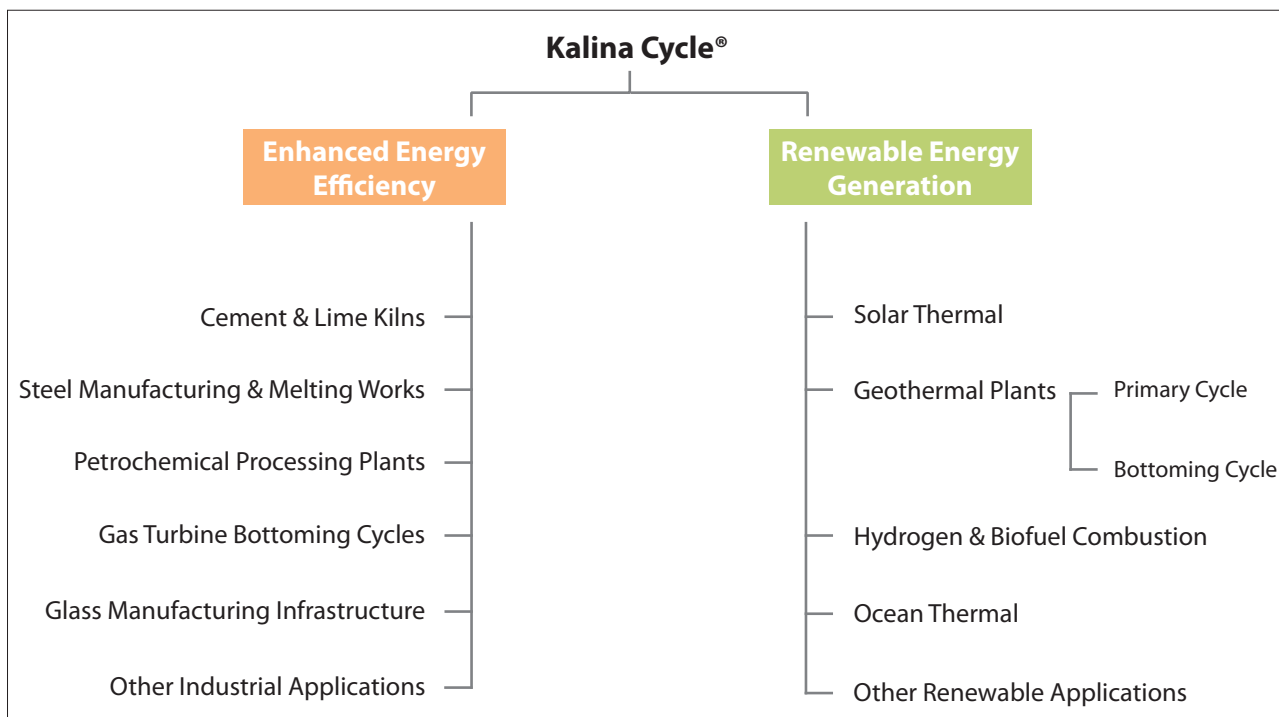 Kalina Cycle®
Enhanced Energy
Efficiency
Cement & Lime Kilns
Steel Manufacturing & Melting Works
Petrochemical Processing Plants
Gas Turbine Bottoming Cycles
Glass Manufacturing Infrastructure
Other Industrial Applications
Renewable Energy
Generation
Solar Thermal
Geothermal Plants
Primary Cycle
Bottoming Cycle
Hydrogen & Biofuel Combustion
Ocean Thermal
Other Renewable Applications